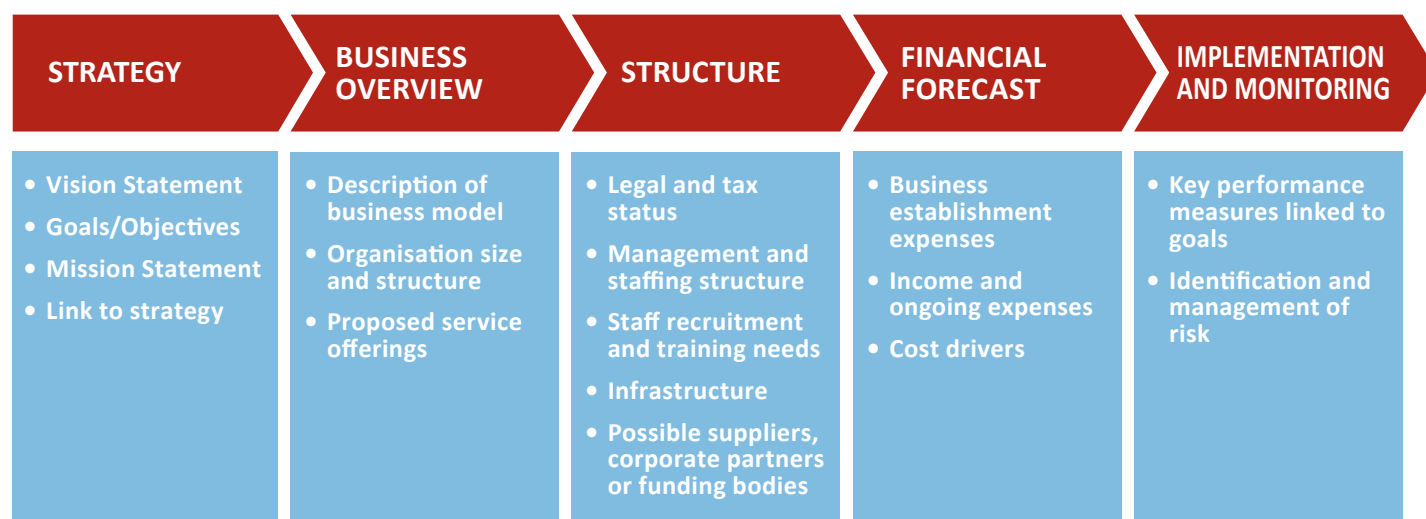 STRATEGY
BUSINESS
OVERVIEW
STRUCTURE
FINANCIAL
FORECAST
IMPLEMENTATION
AND MONITORING
• Vision Statement
• Goals/Objectives
• Mission Statement
• Link to strategy
• Description of
business model
• Organisation size
and structure
• Proposed service
offerings
• Legal and tax
status
• Management and
staffing structure
• Staff recruitment
and training needs
• Infrastructure
• Possible suppliers,
corporate partners
or funding bodies
• Business
establishment
expenses
• Income and
ongoing expenses
• Cost drivers
• Key performance
measures linked to
goals
• Identification and
management of
risk